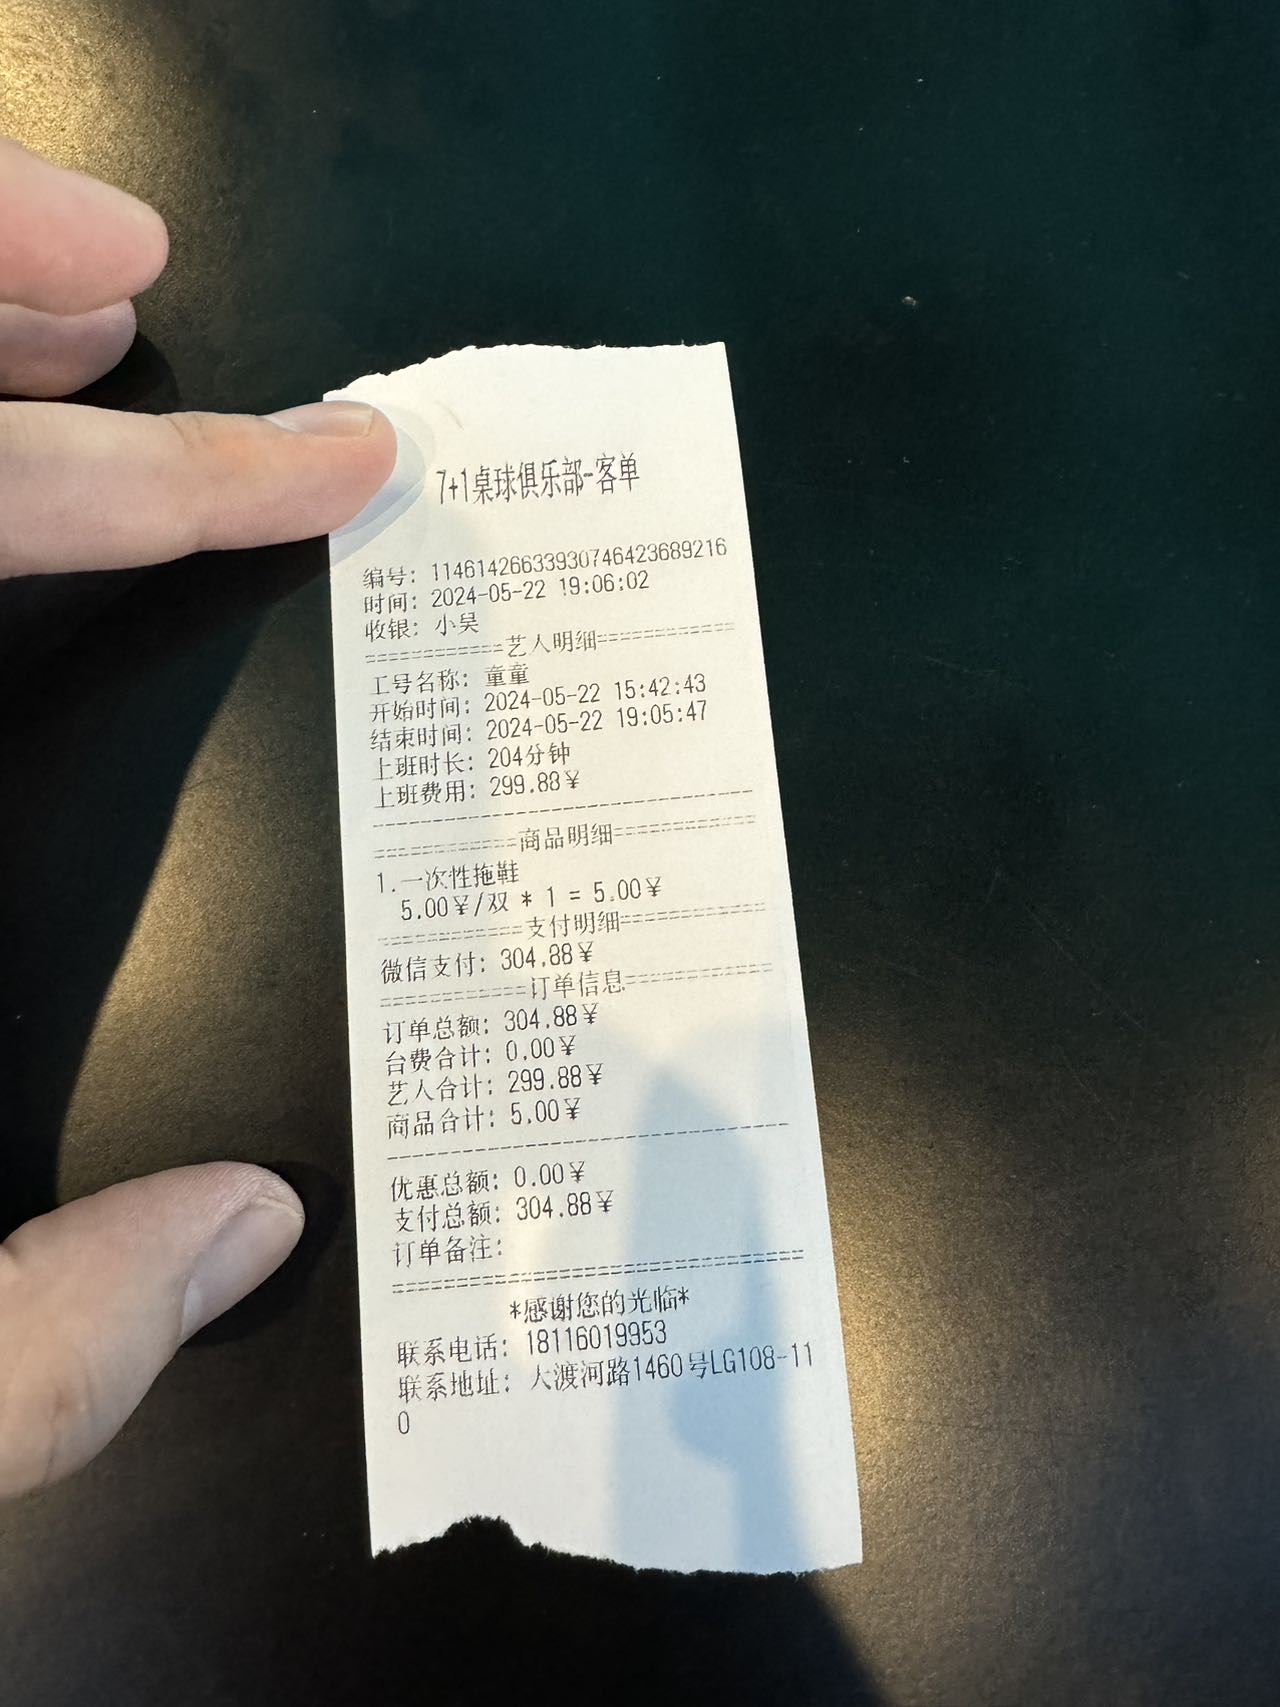 7+1桌球俱乐部-客单
编号: 1146142663393074642368​9216
时间: 2024-05-22 19:06:02
收银: 小吴
============艺人明细============
工号名称: 童童
开始时间: 2024-05-22 15:42:43
结束时间: 2024-05-22 19:05:47
上班时长: 204分钟
上班费用: 299.88¥
--------------------------------
============商品明细============
1.一次性拖鞋
5.00¥/双 * 1 = 5.00¥
============支付明细============
微信支付: 304.88¥
============订单信息============
订单总额: 304.88¥
台费合计: 0.00¥
艺人合计: 299.88¥
商品合计: 5.00¥
--------------------------------
优惠总额: 0.00¥
支付总额: 304.88¥
订单备注:
================================
*感谢您的光临*
联系电话: 18116019953
联系地址: 大渡河路1460号LG108-11
0